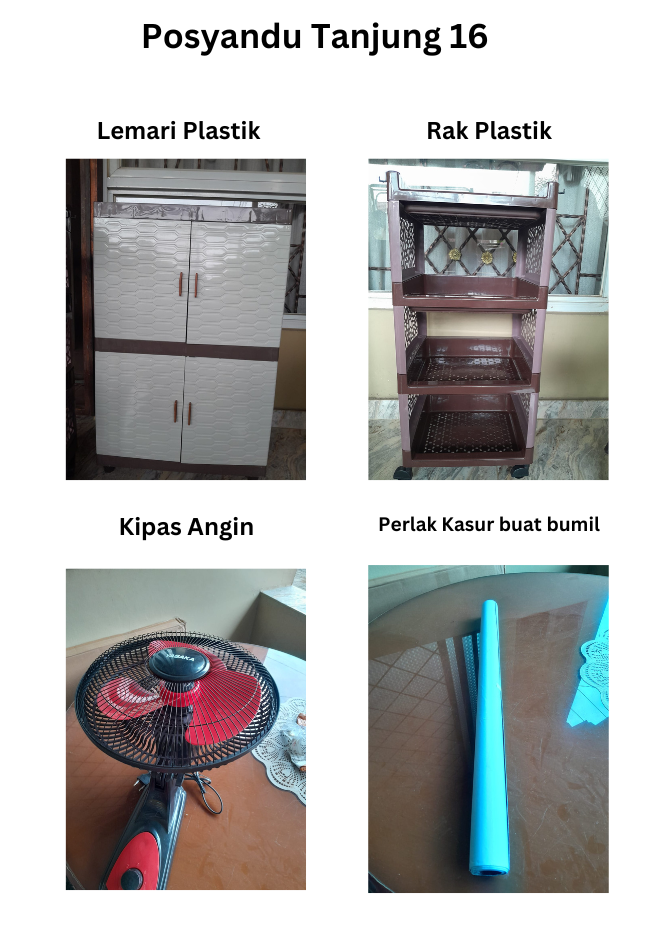 Posyandu Tanjung 16
Lemari Plastik
Rak Plastik
Kipas Angin
Perlak Kasur buat bumil